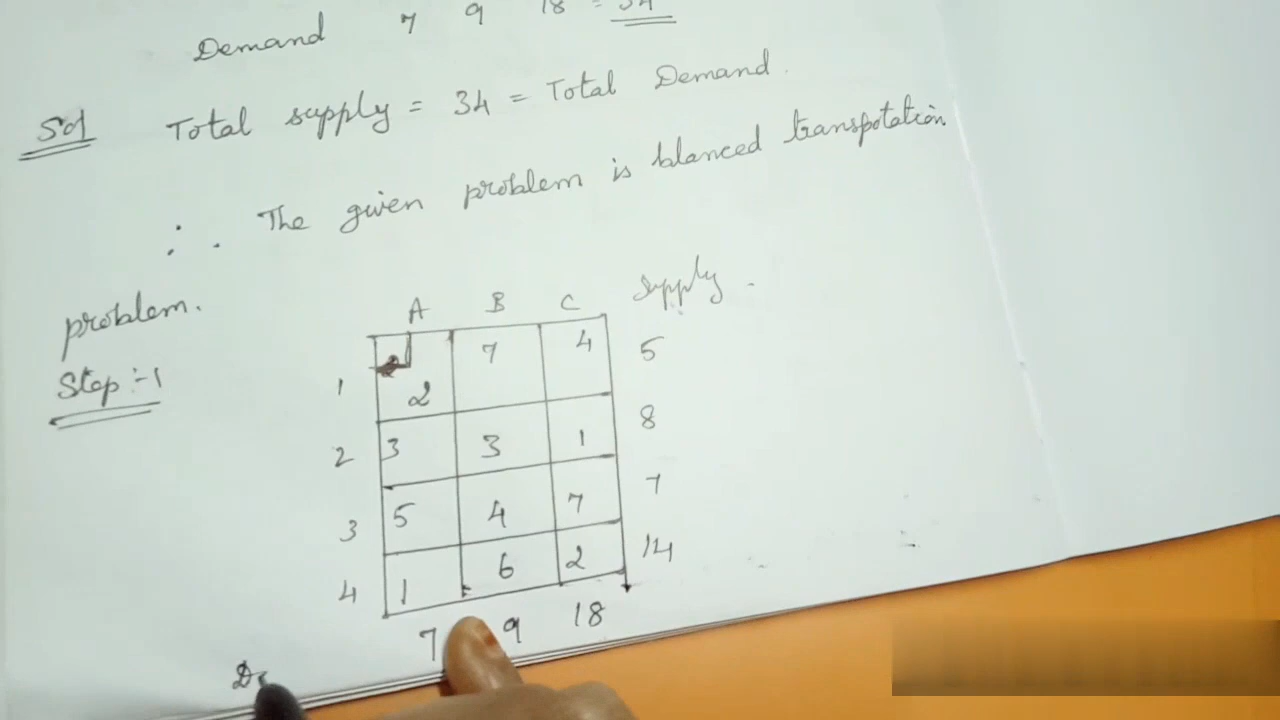 Demand 7 9 18 = 34
Sol Total supply = 34 = Total Demand.
∴ The given problem is blanced transpotation
problem.
Step :- 1
A B C Supply.
1 2 7 4 5
2 3 3 1 8
3 5 4 7 7
4 1 6 2 14
7 9 18
De